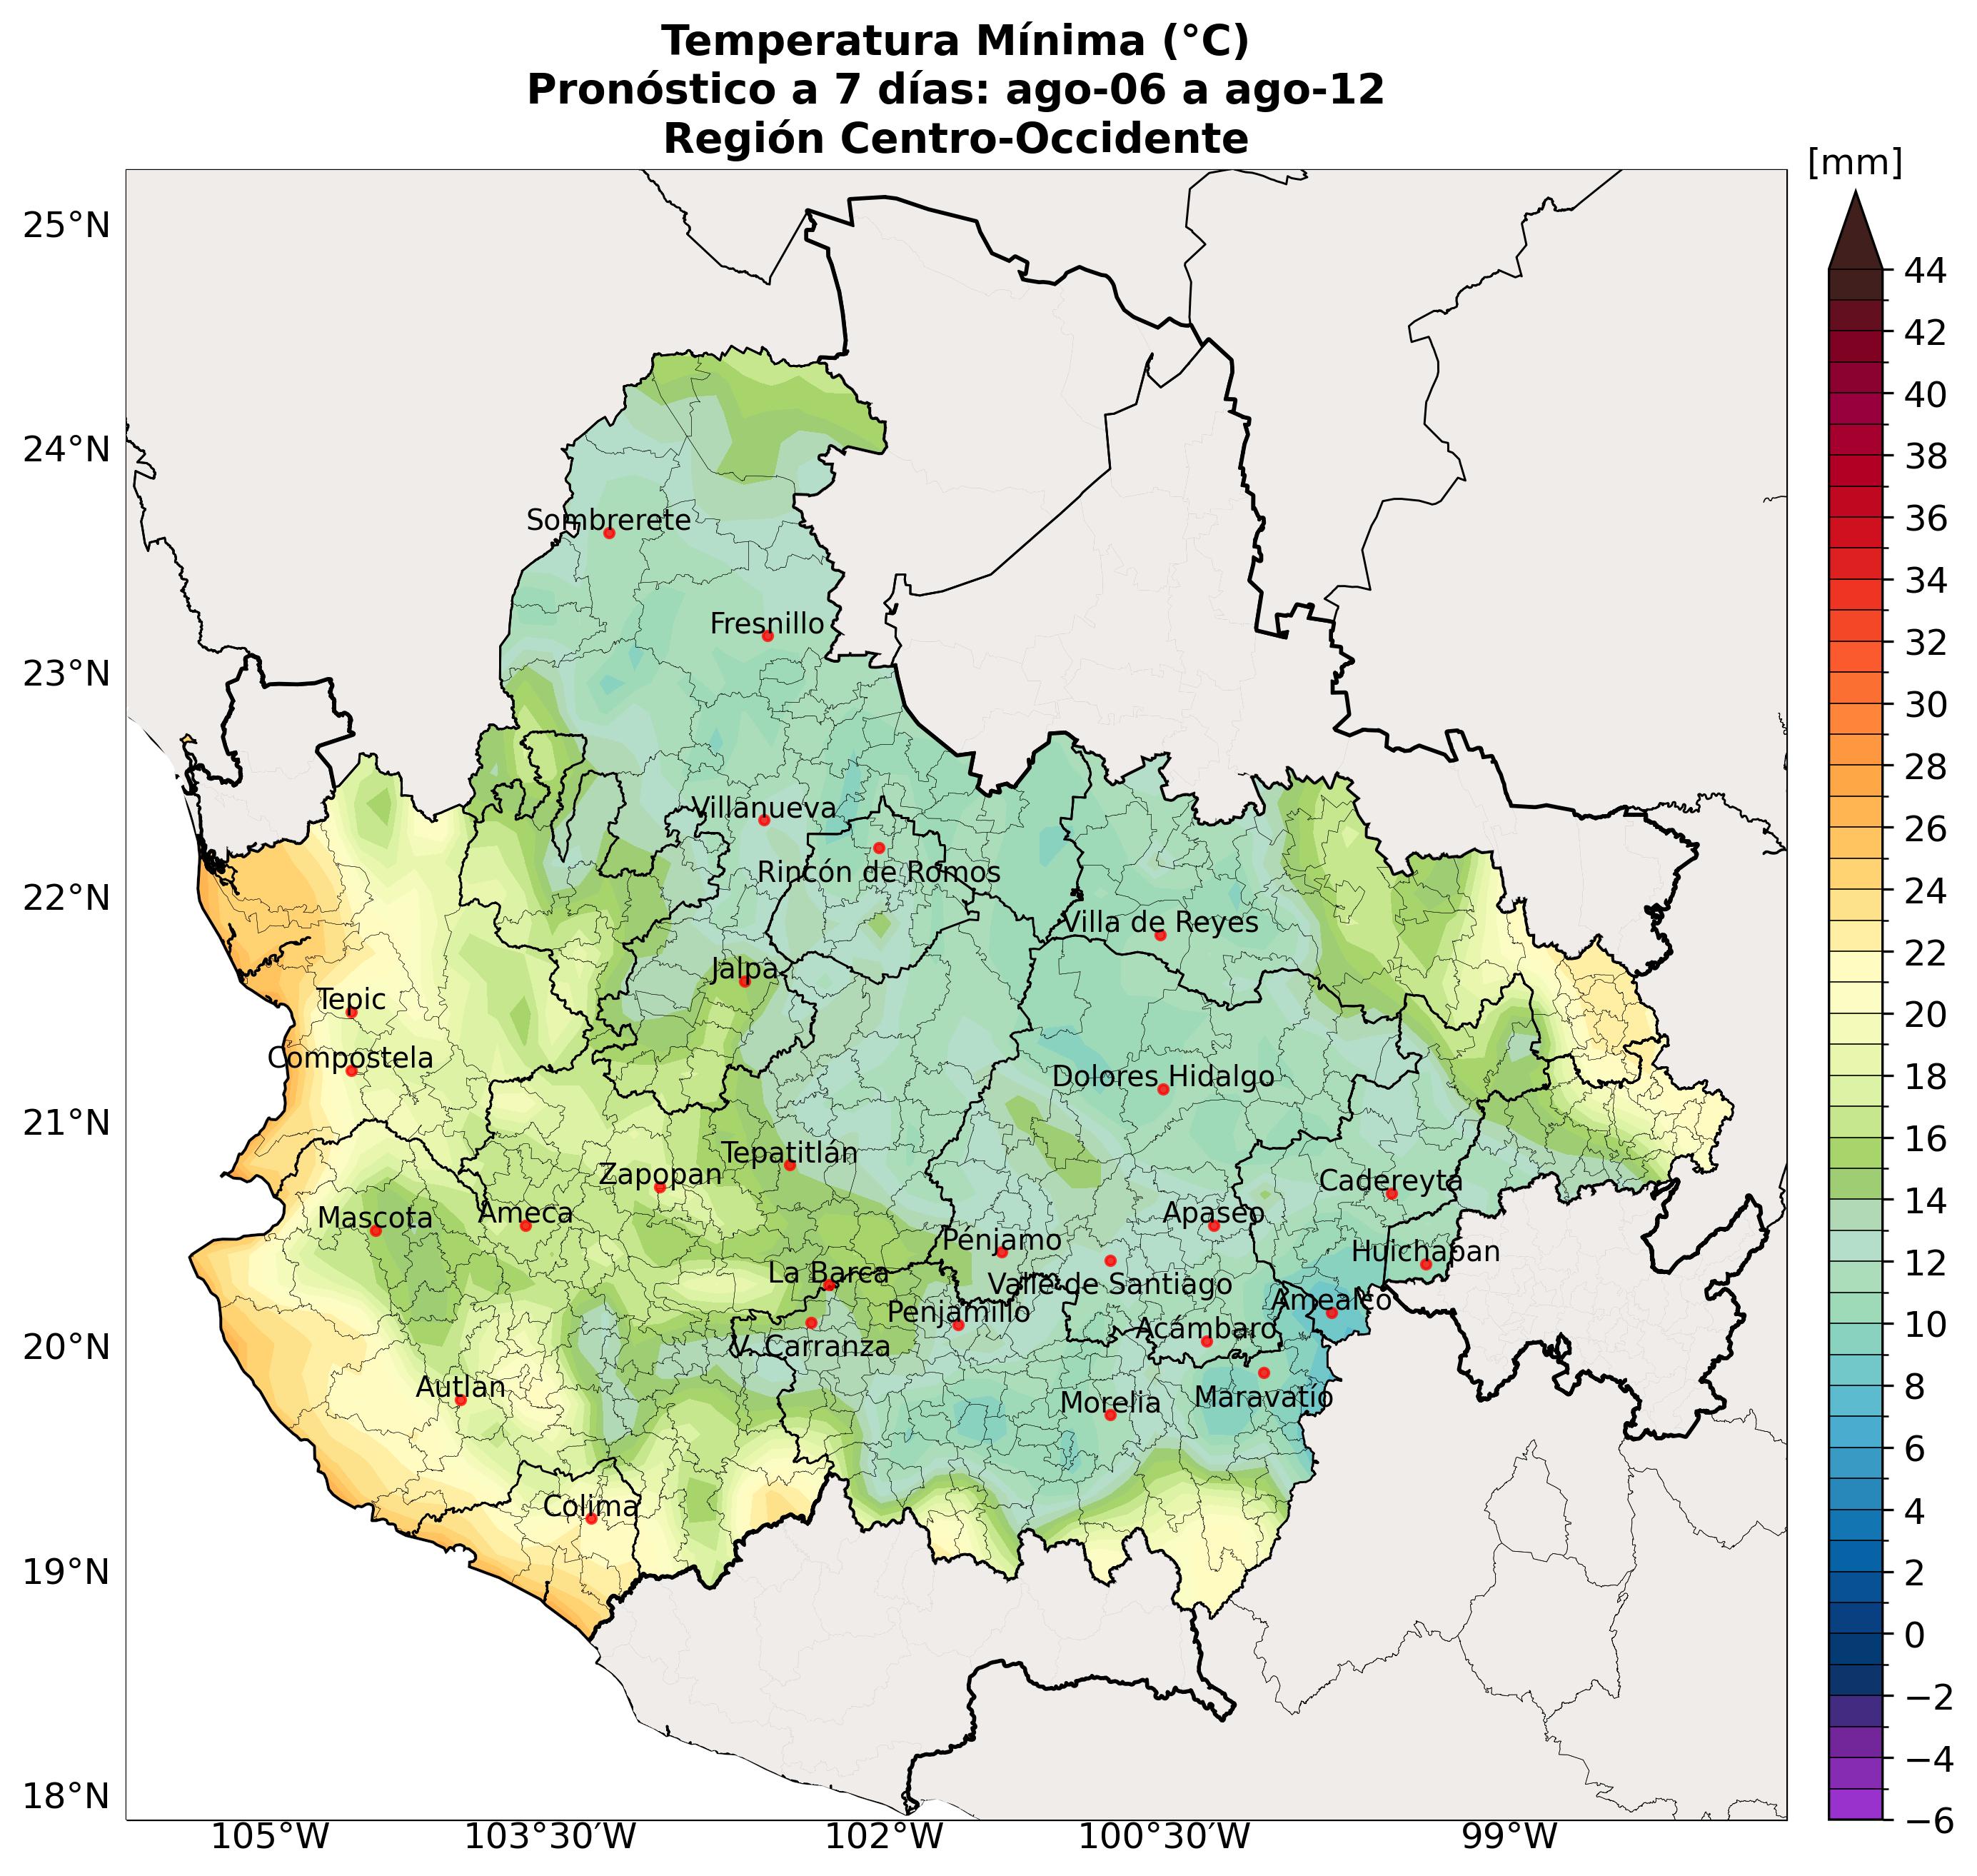 Temperatura Mínima (°C)
Pronóstico a 7 días: ago-06 a ago-12
Región Centro-Occidente
[mm]
25°N
24°N
23°N
22°N
21°N
20°N
19°N
18°N
Sombrerete
Fresnillo
Villanueva
Rincón de Romos
Villa de Reyes
Jalpa
Tepic
Compostela
Dolores Hidalgo
Tepatitlán
Zapopan
Cadereyta
Mascota
Ameca
Apaseo
Pénjamo
Huichapan
La Barca
Valle de Santiago
Amealco
Penjamillo
Acámbaro
V. Carranza
Autlan
Maravatío
Morelia
Colima
105°W
103°30′W
102°W
100°30′W
99°W
44
42
40
38
36
34
32
30
28
26
24
22
20
18
16
14
12
10
8
6
4
2
0
−2
−4
−6